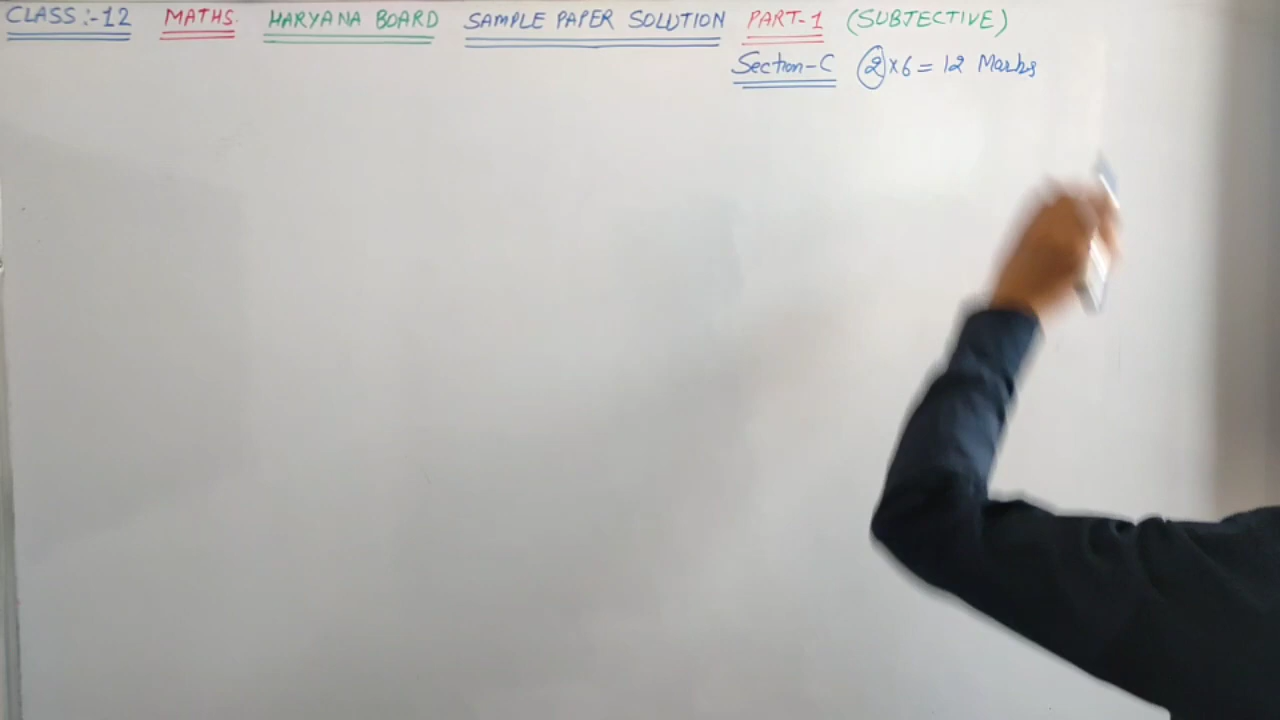 CLASS :-12 MATHS. HARYANA BOARD SAMPLE PAPER SOLUTION PART-1 (SUBJECTIVE)
Section-C 2×6 = 12 Marks